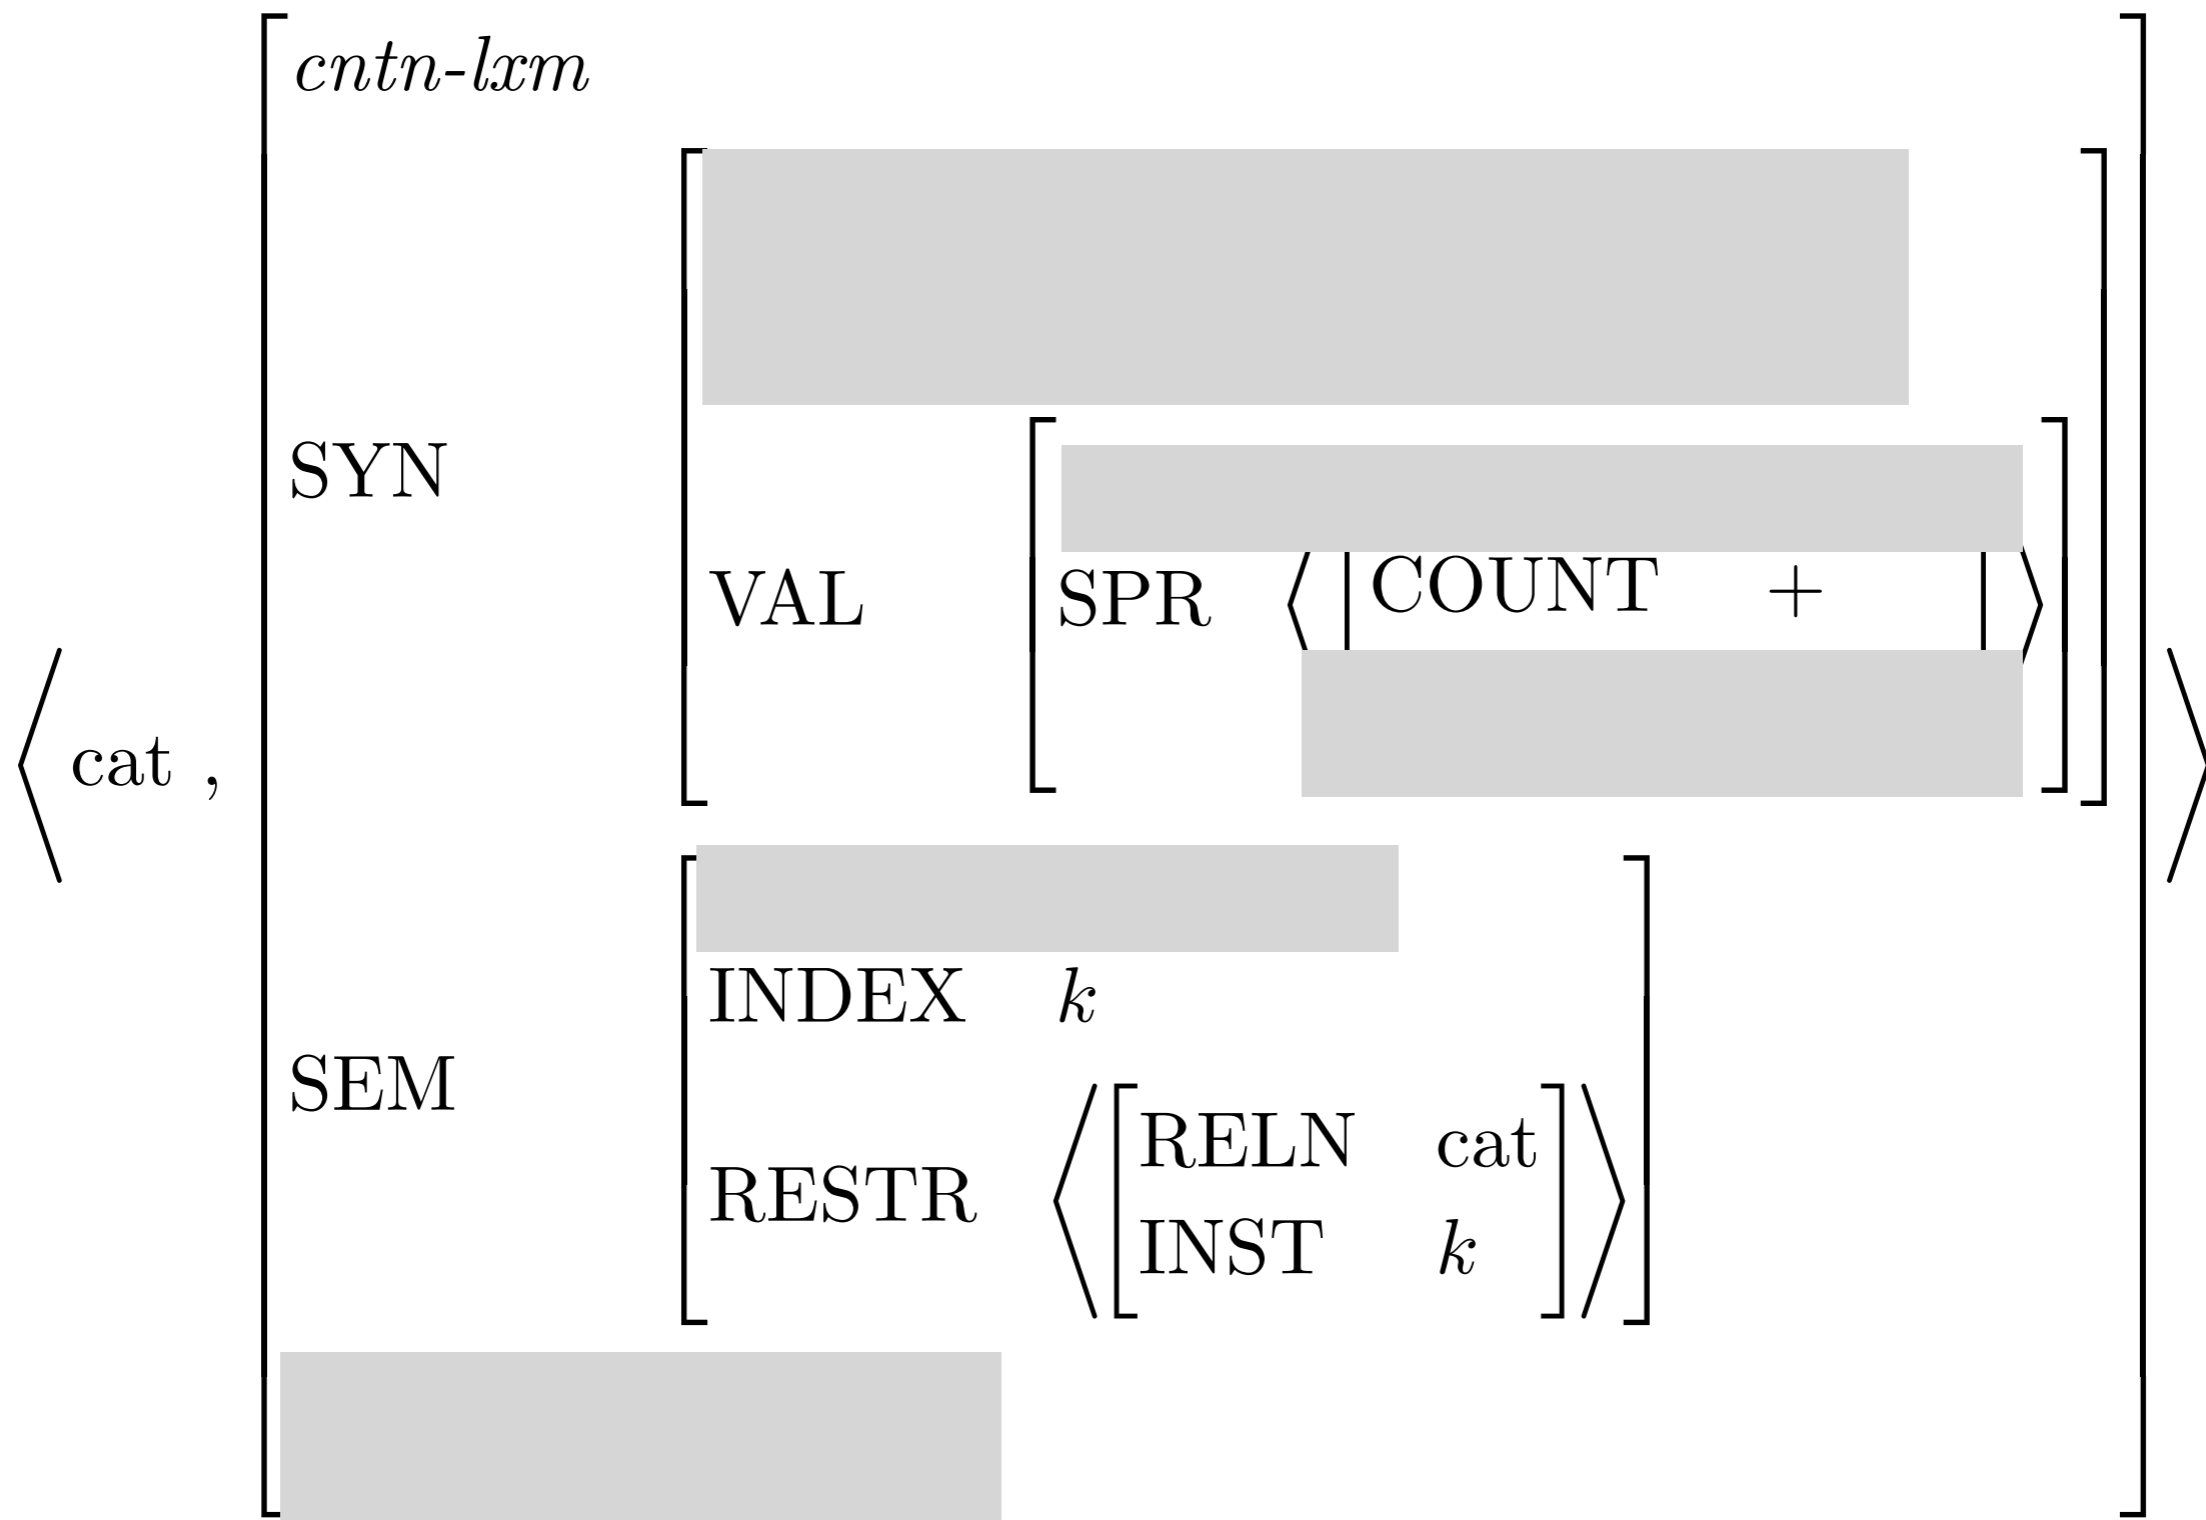 cntn-lxm
SYN
VAL
SPR ⟨ | COUNT + | ⟩
⟨ cat ,
INDEX k
SEM
RESTR ⟨ [ RELN cat
INST k ] ⟩